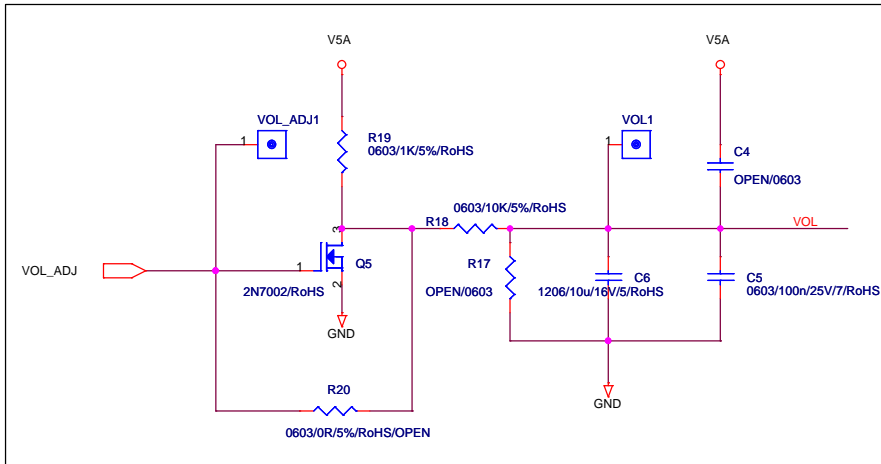 V5A
V5A
VOL_ADJ1
1
R19
0603/1K/5%/RoHS
VOL1
1
C4
OPEN/0603
0603/10K/5%/RoHS
R18
VOL
3
Q5
VOL_ADJ
1
2
2N7002/RoHS
R17
OPEN/0603
C6
1206/10u/16V/5/RoHS
C5
0603/100n/25V/7/RoHS
GND
R20
0603/0R/5%/RoHS/OPEN
GND